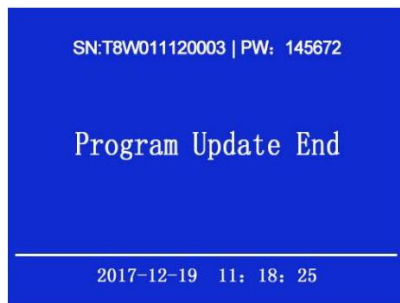 SN:T8W011120003 | PW: 145672
Program Update End
2017-12-19 11: 18: 25